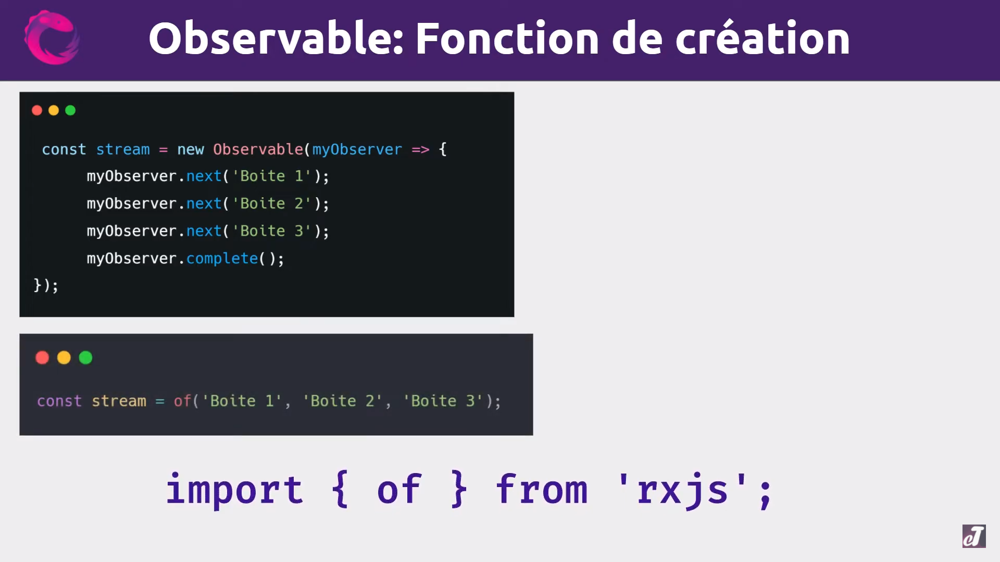 Observable: Fonction de création
const stream = new Observable(myObserver => {
myObserver.next('Boite 1');
myObserver.next('Boite 2');
myObserver.next('Boite 3');
myObserver.complete();
});
const stream = of('Boite 1', 'Boite 2', 'Boite 3');
import { of } from 'rxjs';
eT